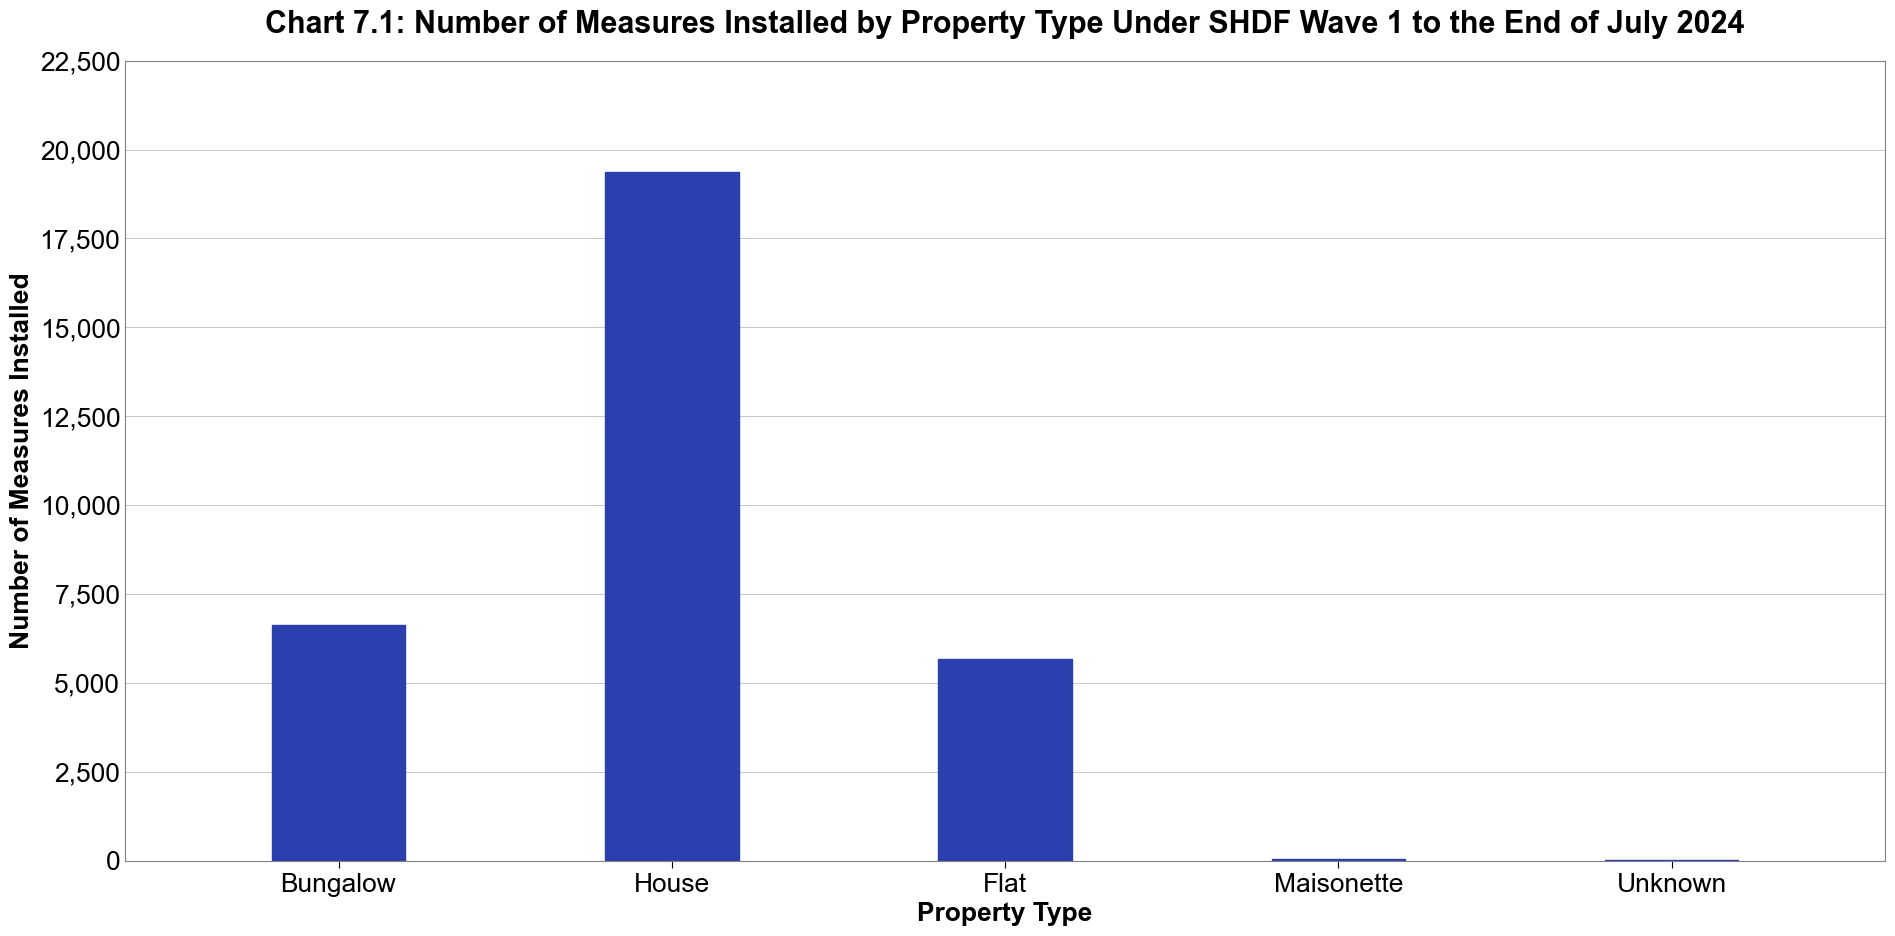 Chart 7.1: Number of Measures Installed by Property Type Under SHDF Wave 1 to the End of July 2024
22,500
20,000
17,500
15,000
12,500
10,000
7,500
5,000
2,500
0
Number of Measures Installed
Bungalow House Flat Maisonette Unknown
Property Type